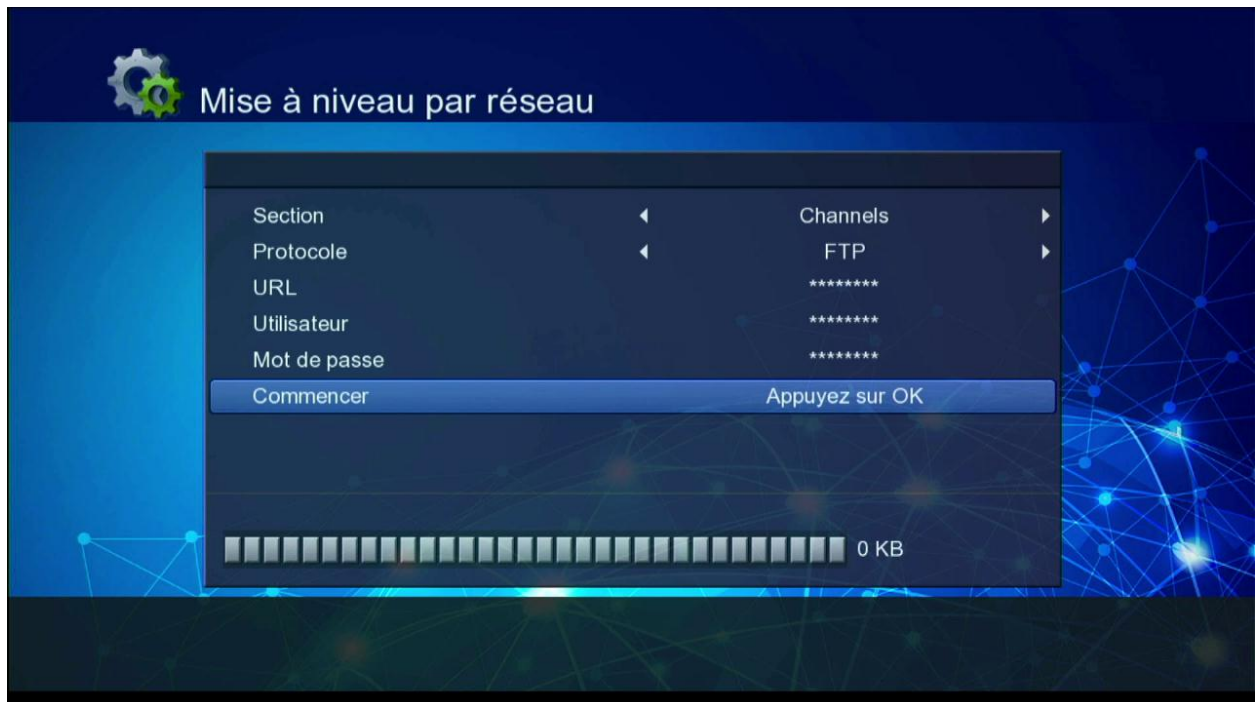 Mise à niveau par réseau
Section Channels
Protocole FTP
URL ********
Utilisateur ********
Mot de passe ********
Commencer Appuyez sur OK
0 KB